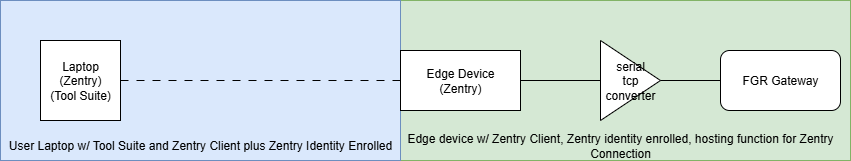 Laptop
(Zentry)
(Tool Suite)
Edge Device
(Zentry)
serial
tcp
converter
FGR Gateway
User Laptop w/ Tool Suite and Zentry Client plus Zentry Identity Enrolled
Edge device w/ Zentry Client, Zentry identity enrolled, hosting function for Zentry
Connection